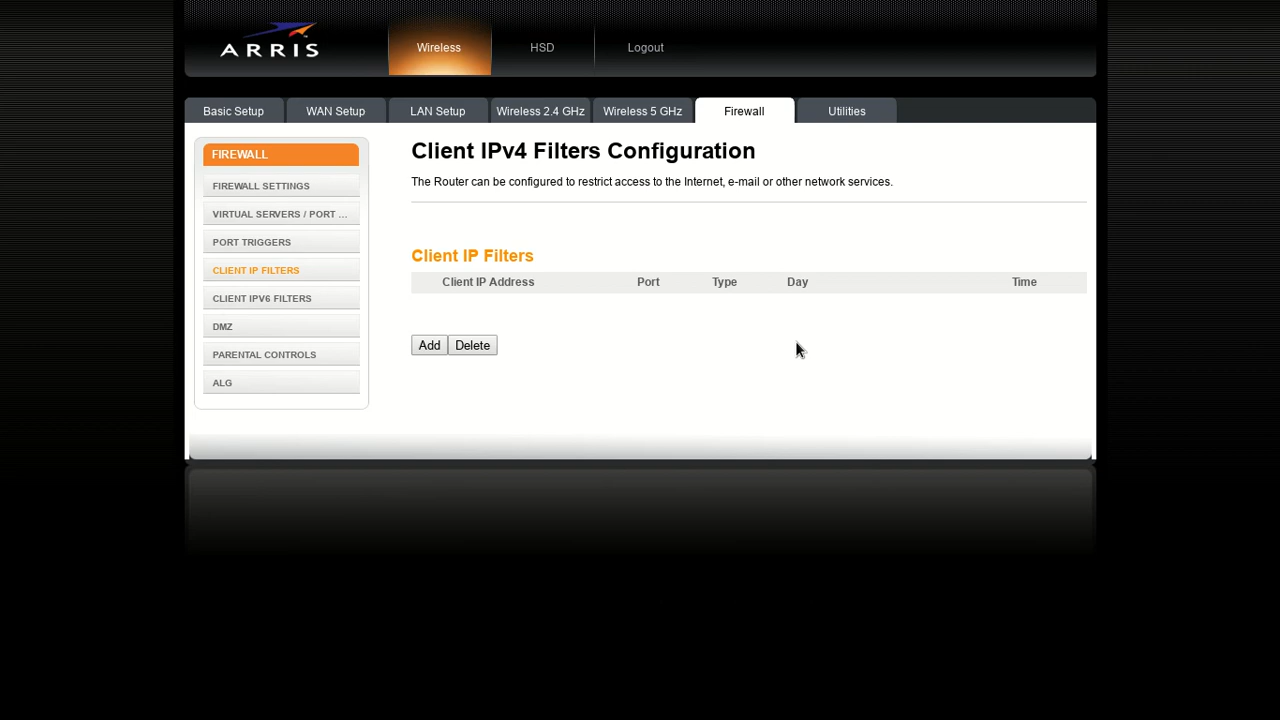 ARRIS
Wireless HSD Logout
Basic Setup WAN Setup LAN Setup Wireless 2.4 GHz Wireless 5 GHz Firewall Utilities
FIREWALL
FIREWALL SETTINGS
VIRTUAL SERVERS / PORT ...
PORT TRIGGERS
CLIENT IP FILTERS
CLIENT IPV6 FILTERS
DMZ
PARENTAL CONTROLS
ALG
Client IPv4 Filters Configuration
The Router can be configured to restrict access to the Internet, e-mail or other network services.
Client IP Filters
Client IP Address Port Type Day Time
Add Delete